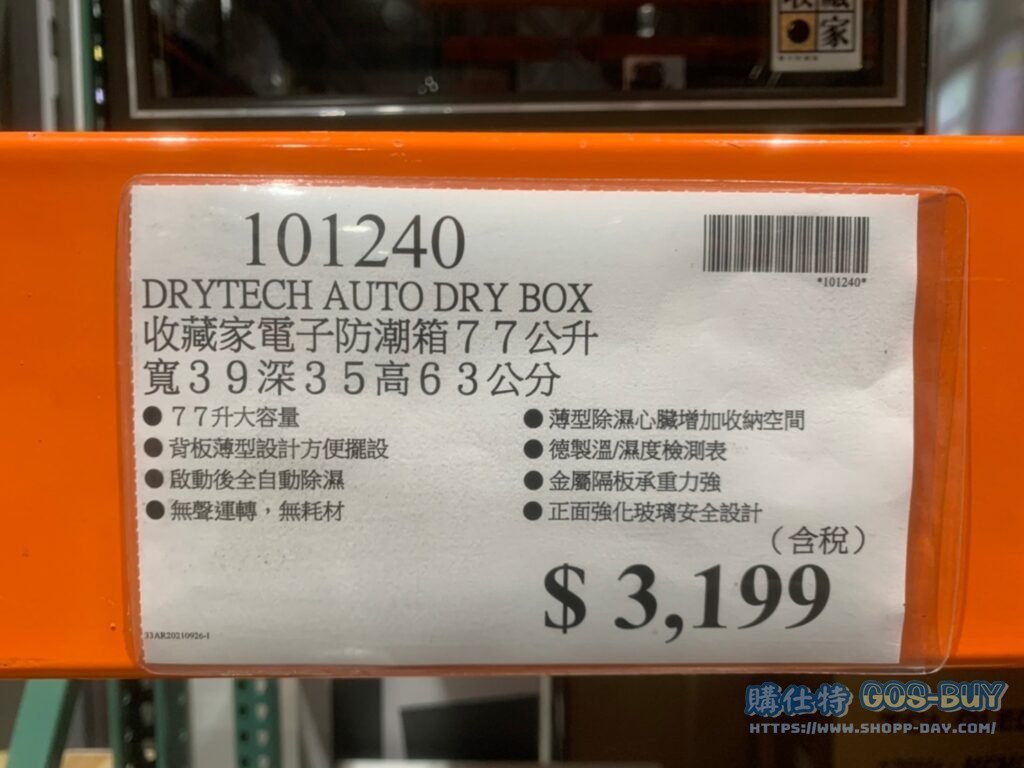 家
101240
*101240*
DRYTECH AUTO DRY BOX
收藏家電子防潮箱77公升
寬39深35高63公分
●77升大容量
●背板薄型設計方便擺設
●啟動後全自動除濕
●無聲運轉，無耗材
●薄型除濕心臟增加收納空間
●德製溫/濕度檢測表
●金屬隔板承重力強
●正面強化玻璃安全設計
（含稅）
$3,199
33AR20210926-1
購仕特 GOS-BUY
HTTPS://WWW.SHOPP-DAY.COM/